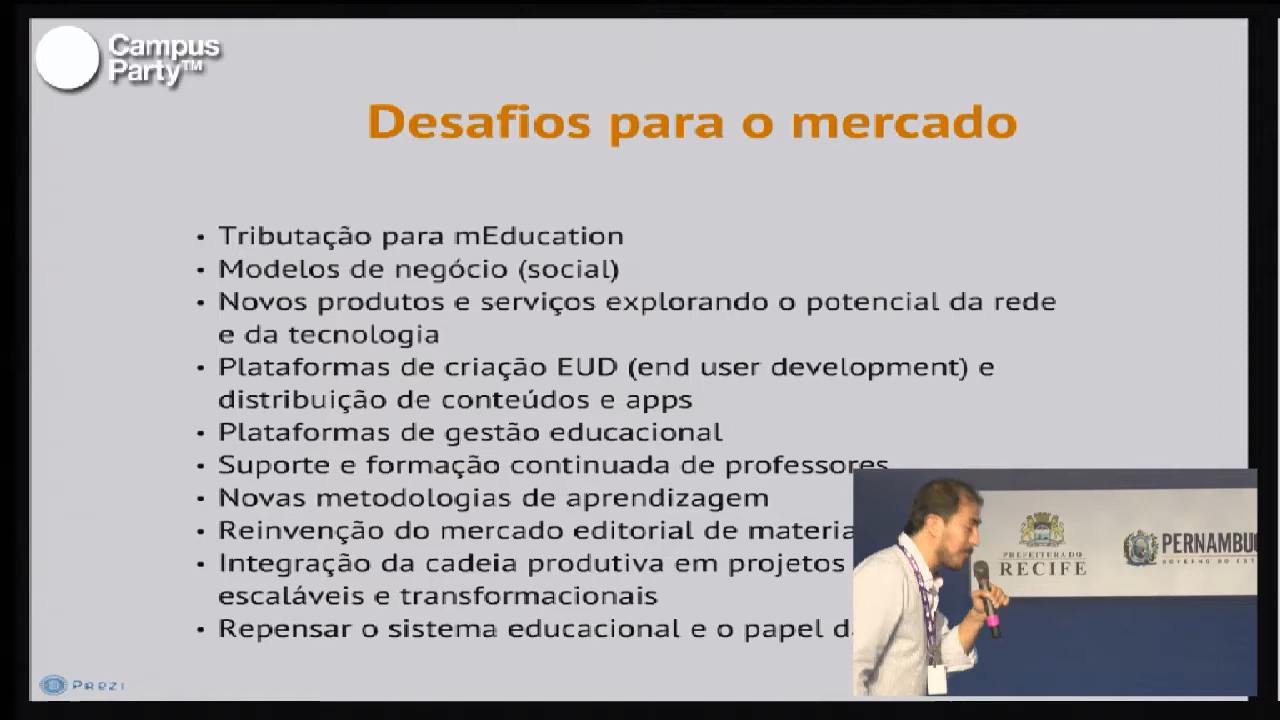 Campus
Party™
Desafios para o mercado
• Tributação para mEducation
• Modelos de negócio (social)
• Novos produtos e serviços explorando o potencial da rede
e da tecnologia
• Plataformas de criação EUD (end user development) e
distribuição de conteúdos e apps
• Plataformas de gestão educacional
• Suporte e formação continuada de professores
• Novas metodologias de aprendizagem
• Reinvenção do mercado editorial de materia
• Integração da cadeia produtiva em projetos
escaláveis e transformacionais
• Repensar o sistema educacional e o papel d
PREFEITURA DO
RECIFE
PERNAMBU
GOVERNO DO
Prezi